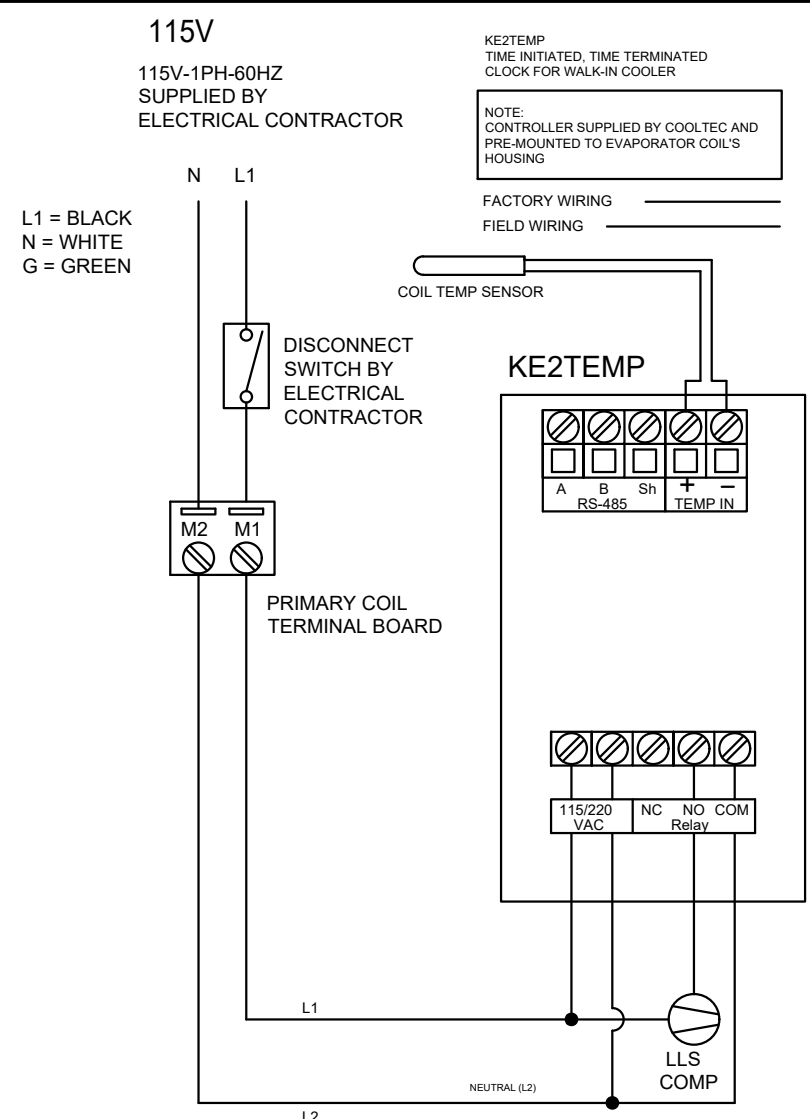 115V
115V-1PH-60HZ
SUPPLIED BY
ELECTRICAL CONTRACTOR
KE2TEMP
TIME INITIATED, TIME TERMINATED
CLOCK FOR WALK-IN COOLER
NOTE:
CONTROLLER SUPPLIED BY COOLTEC AND
PRE-MOUNTED TO EVAPORATOR COIL'S
HOUSING
N L1
FACTORY WIRING
FIELD WIRING
L1 = BLACK
N = WHITE
G = GREEN
COIL TEMP SENSOR
DISCONNECT
SWITCH BY
ELECTRICAL
CONTRACTOR
KE2TEMP
A B Sh + –
RS-485 TEMP IN
M2 M1
PRIMARY COIL
TERMINAL BOARD
115/220 NC NO COM
VAC Relay
L1
LLS
COMP
NEUTRAL (L2)
L2